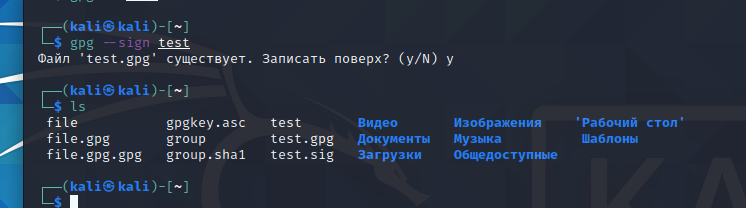 ┌──(kali㉿kali)-[~]
└─$ gpg --sign test
Файл 'test.gpg' существует. Записать поверх? (y/N) y
┌──(kali㉿kali)-[~]
└─$ ls
file gpgkey.asc test Видео Изображения 'Рабочий стол'
file.gpg group test.gpg Документы Музыка Шаблоны
file.gpg.gpg group.sha1 test.sig Загрузки Общедоступные
┌──(kali㉿kali)-[~]
└─$